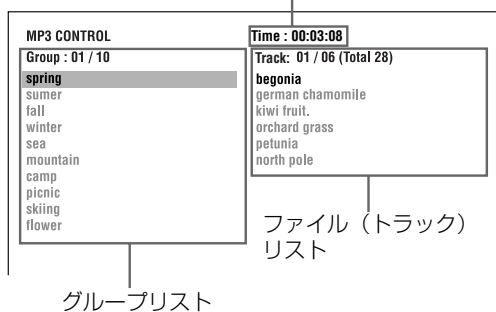 MP3 CONTROL
Time : 00:03:08
Group : 01 / 10
spring
sumer
fall
winter
sea
mountain
camp
picnic
skiing
flower
Track: 01 / 06 (Total 28)
begonia
german chamomile
kiwi fruit.
orchard grass
petunia
north pole
ファイル（トラック）
リスト
グループリスト